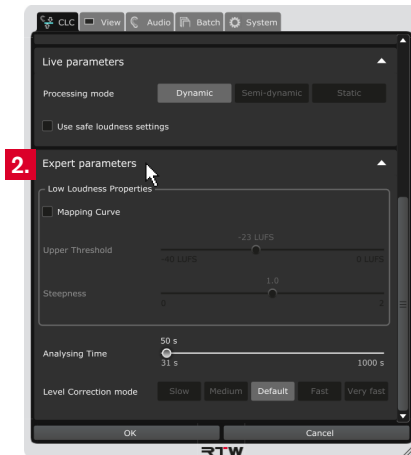 CLC View Audio Batch System
Live parameters
Processing mode Dynamic Semi-dynamic Static
Use safe loudness settings
2.
Expert parameters
Low Loudness Properties
Mapping Curve
-23 LUFS
Upper Threshold
-40 LUFS 0 LUFS
1.0
Steepness
0 2
50 s
Analysing Time
31 s 1000 s
Level Correction mode Slow Medium Default Fast Very fast
OK Cancel
RTW